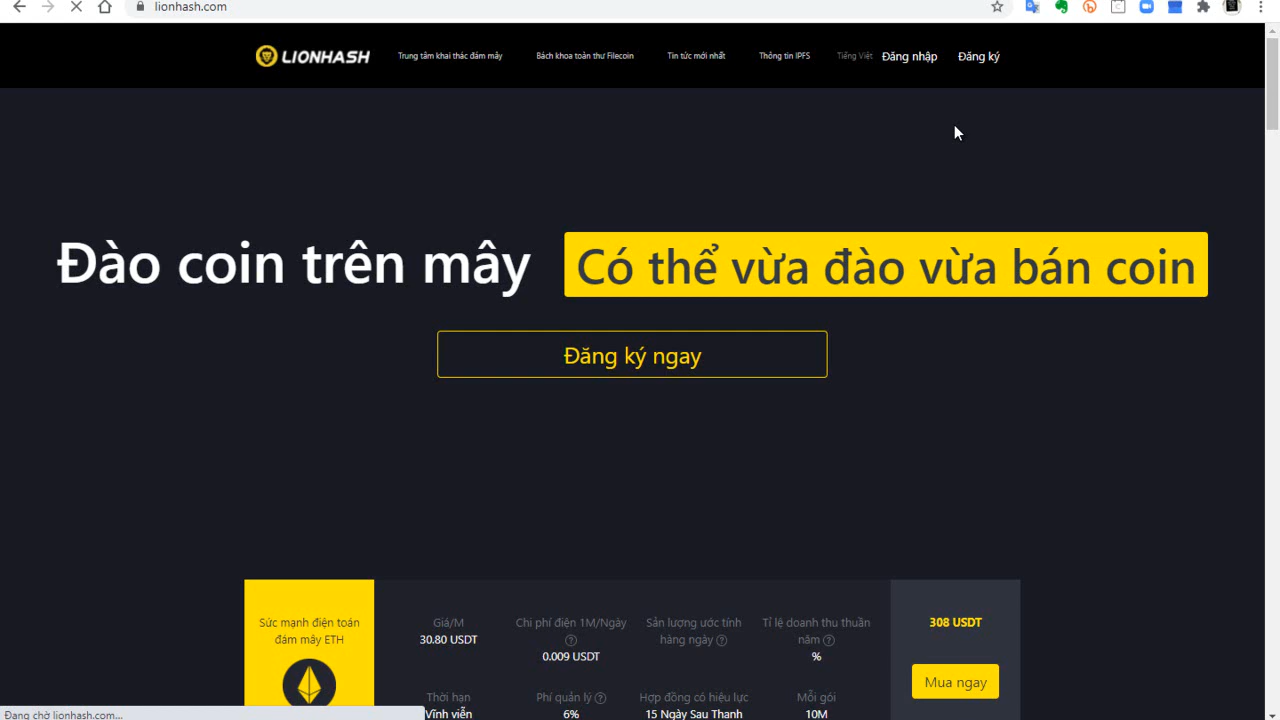 lionhash.com
LIONHASH
Trung tâm khai thác đám mây
Bách khoa toàn thư Filecoin
Tin tức mới nhất
Thông tin IPFS
Tiếng Việt
Đăng nhập
Đăng ký
Đào coin trên mây
Có thể vừa đào vừa bán coin
Đăng ký ngay
Sức mạnh điện toán
đám mây ETH
Giá/M
30.80 USDT
Chi phí điện 1M/Ngày
0.009 USDT
Sản lượng ước tính
hàng ngày
Tỉ lệ doanh thu thuần
năm
%
308 USDT
Mua ngay
Thời hạn
Vĩnh viễn
Phí quản lý
6%
Hợp đồng có hiệu lực
15 Ngày Sau Thanh
Mỗi gói
10M
Đang chờ lionhash.com...